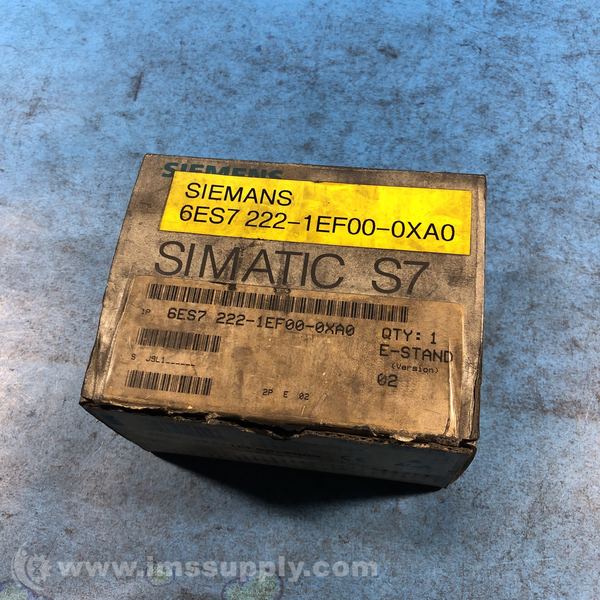 SIEMENS
SIEMANS
6ES7 222-1EF00-0XA0
SIMATIC S7
1P 6ES7 222-1EF00-0XA0
QTY: 1
E-STAND
(Version)
02
S J9L1______
2P E 02
www.imssupply.com